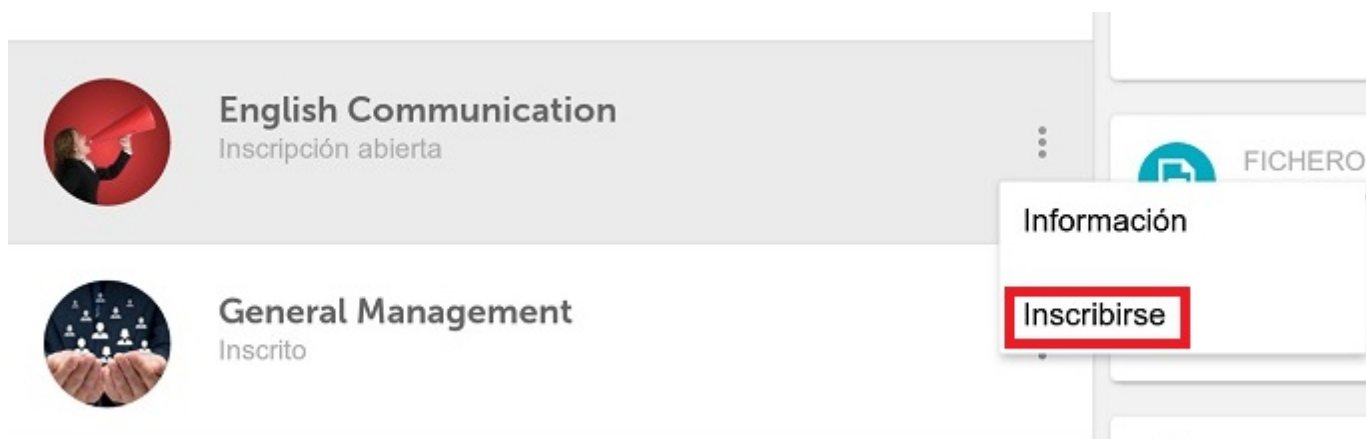 English Communication
Inscripción abierta
FICHERO
Información
Inscribirse
General Management
Inscrito